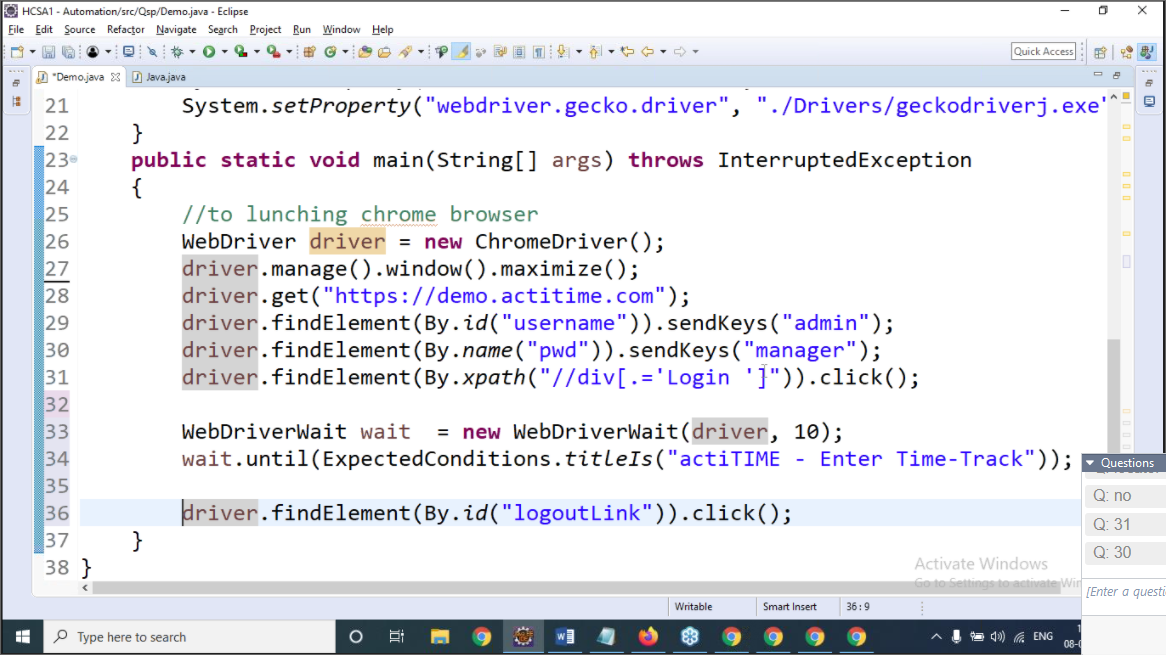 HCSA1 - Automation/src/Qsp/Demo.java - Eclipse
File Edit Source Refactor Navigate Search Project Run Window Help
Quick Access
*Demo.java Java.java
21 System.setProperty("webdriver.gecko.driver", "./Drivers/geckodriverj.exe"
22 }
23 public static void main(String[] args) throws InterruptedException
24 {
25 //to lunching chrome browser
26 WebDriver driver = new ChromeDriver();
27 driver.manage().window().maximize();
28 driver.get("https://demo.actitime.com");
29 driver.findElement(By.id("username")).sendKeys("admin");
30 driver.findElement(By.name("pwd")).sendKeys("manager");
31 driver.findElement(By.xpath("//div[.='Login ']")).click();
32
33 WebDriverWait wait = new WebDriverWait(driver, 10);
34 wait.until(ExpectedConditions.titleIs("actiTIME - Enter Time-Track"));
35
36 driver.findElement(By.id("logoutLink")).click();
37 }
38 }
Questions
Q: no
Q: 31
Q: 30
[Enter a questi
Activate Windows
Go to Settings to activate Win
Writable Smart Insert 36 : 9
Type here to search
ENG
08-0